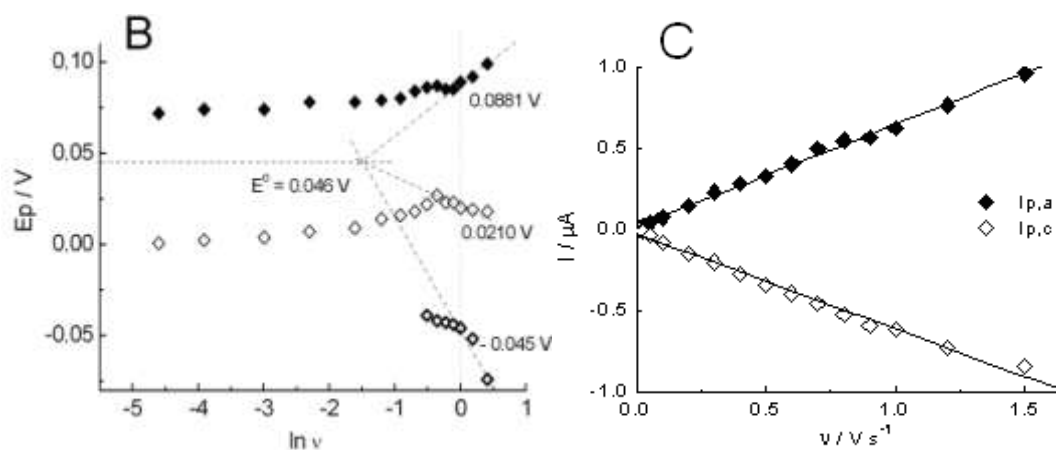 B
0.10
0.05
0.00
-0.05
Ep / V
-5
-4
-3
-2
-1
0
1
ln ν
0.0881 V
E° = 0.046 V
0.0210 V
- 0.045 V
C
1.0
0.5
0.0
-0.5
-1.0
I / µA
0.0
0.5
1.0
1.5
υ / V s⁻¹
Ip,a
Ip,c